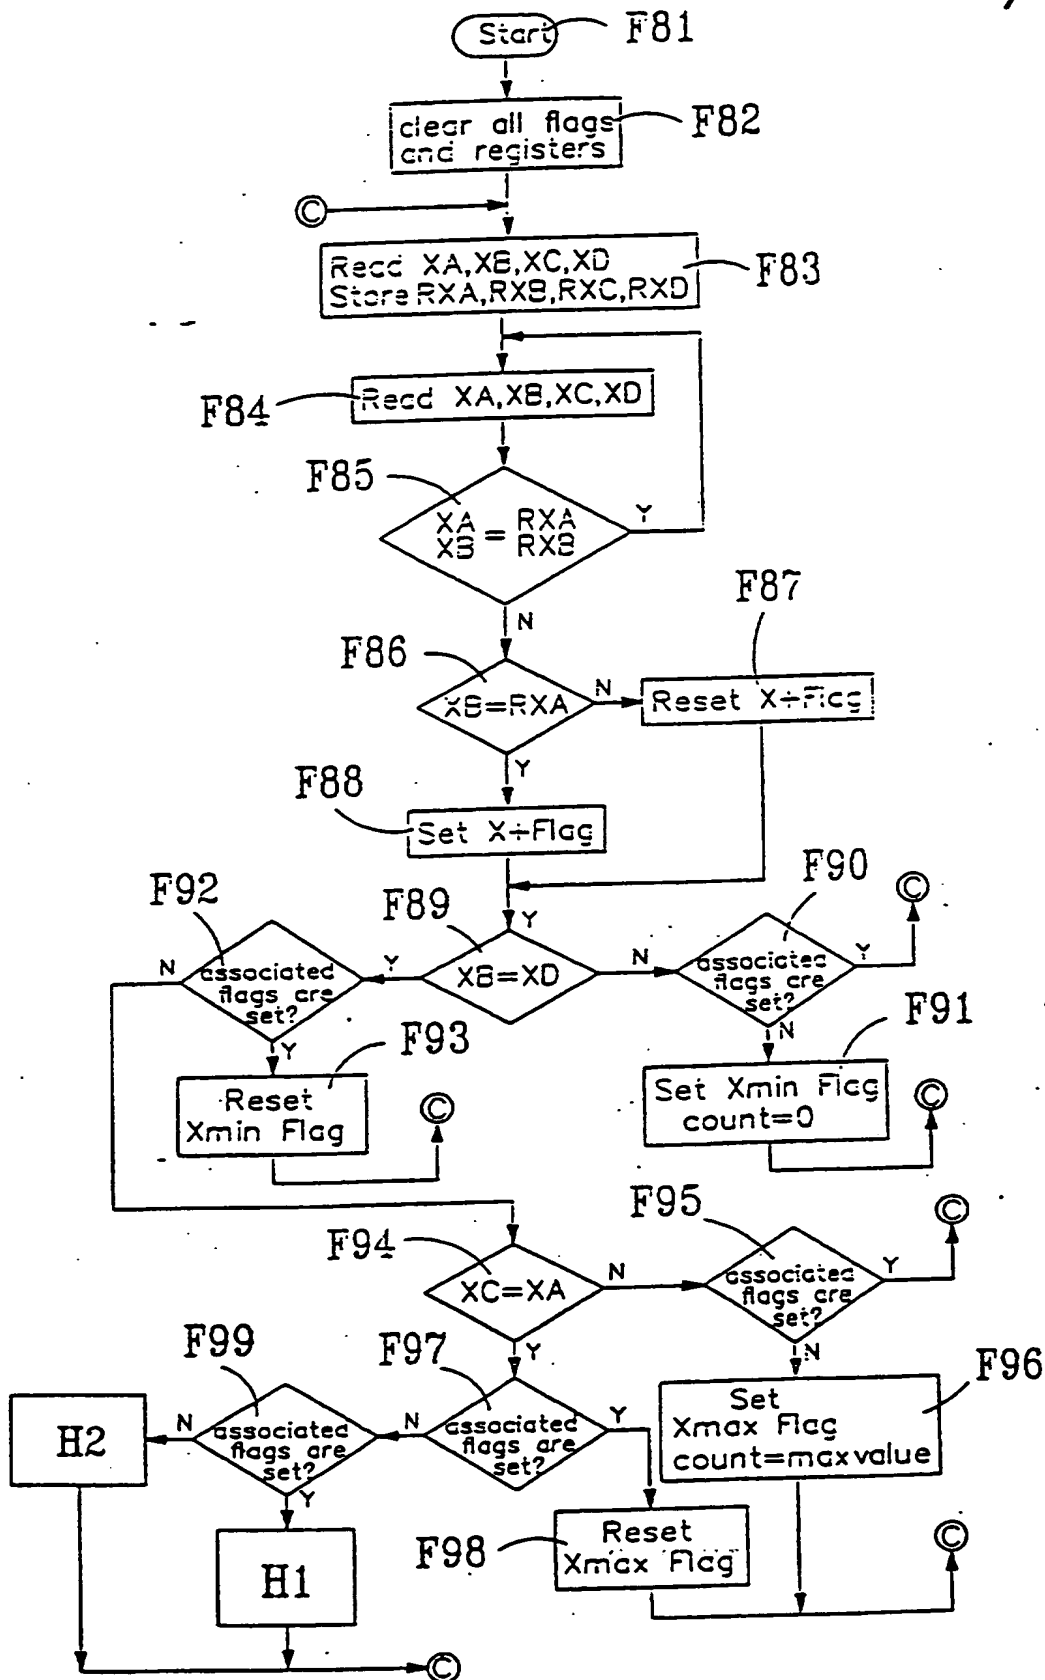 Start
F81
clear all flags
and registers
F82
C
Read XA,XB,XC,XD
Store RXA,RXB,RXC,RXD
F83
F84
Read XA,XB,XC,XD
F85
XA = RXA
XB RXB
Y
N
F86
XB=RXA
N
F87
Reset X+Flag
Y
F88
Set X+Flag
Y
F89
XB=XD
Y
N
F90
associated
flags are
set?
Y
C
N
F91
Set Xmin Flag
count=0
C
F92
N
associated
flags are
set?
Y
F93
Reset
Xmin Flag
C
F94
XC=XA
N
F95
associated
flags are
set?
Y
C
N
F96
Set
Xmax Flag
count=maxvalue
Y
F97
associated
flags are
set?
Y
N
F98
Reset
Xmax Flag
C
F99
associated
flags are
set?
N
H2
Y
H1
C